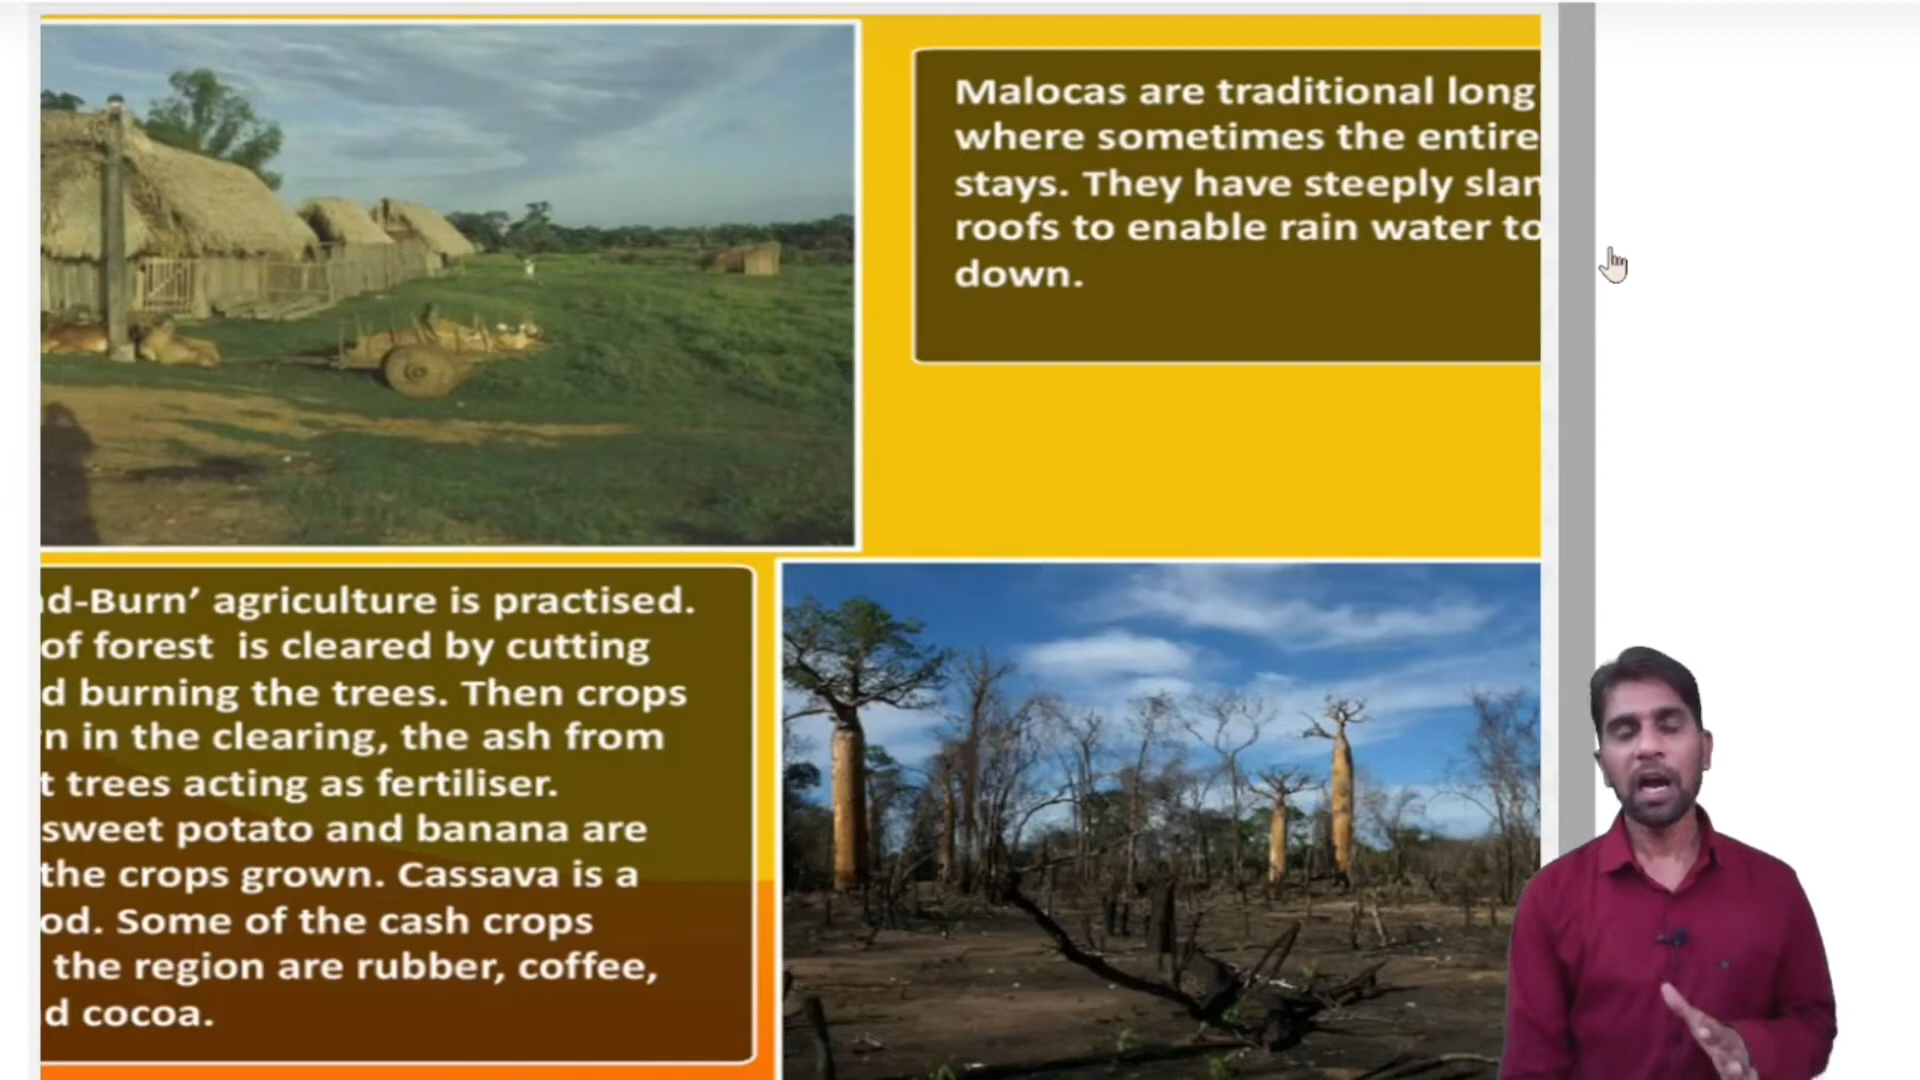 Malocas are traditional long
where sometimes the entire
stays. They have steeply slan
roofs to enable rain water to
down.
d-Burn’ agriculture is practised.
of forest is cleared by cutting
d burning the trees. Then crops
n in the clearing, the ash from
t trees acting as fertiliser.
sweet potato and banana are
the crops grown. Cassava is a
od. Some of the cash crops
the region are rubber, coffee,
d cocoa.